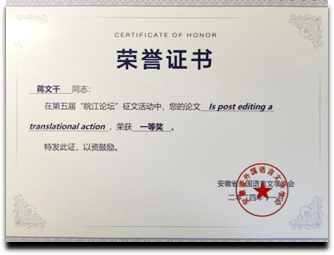 CERTIFICATE OF HONOR
荣誉证书
蒋文干 同志:
在第五届“皖江论坛”征文活动中，您的论文 Is post editing a
translational action，荣获 一等奖 。
特发此证，以资鼓励。
安徽省外国语言文学学会